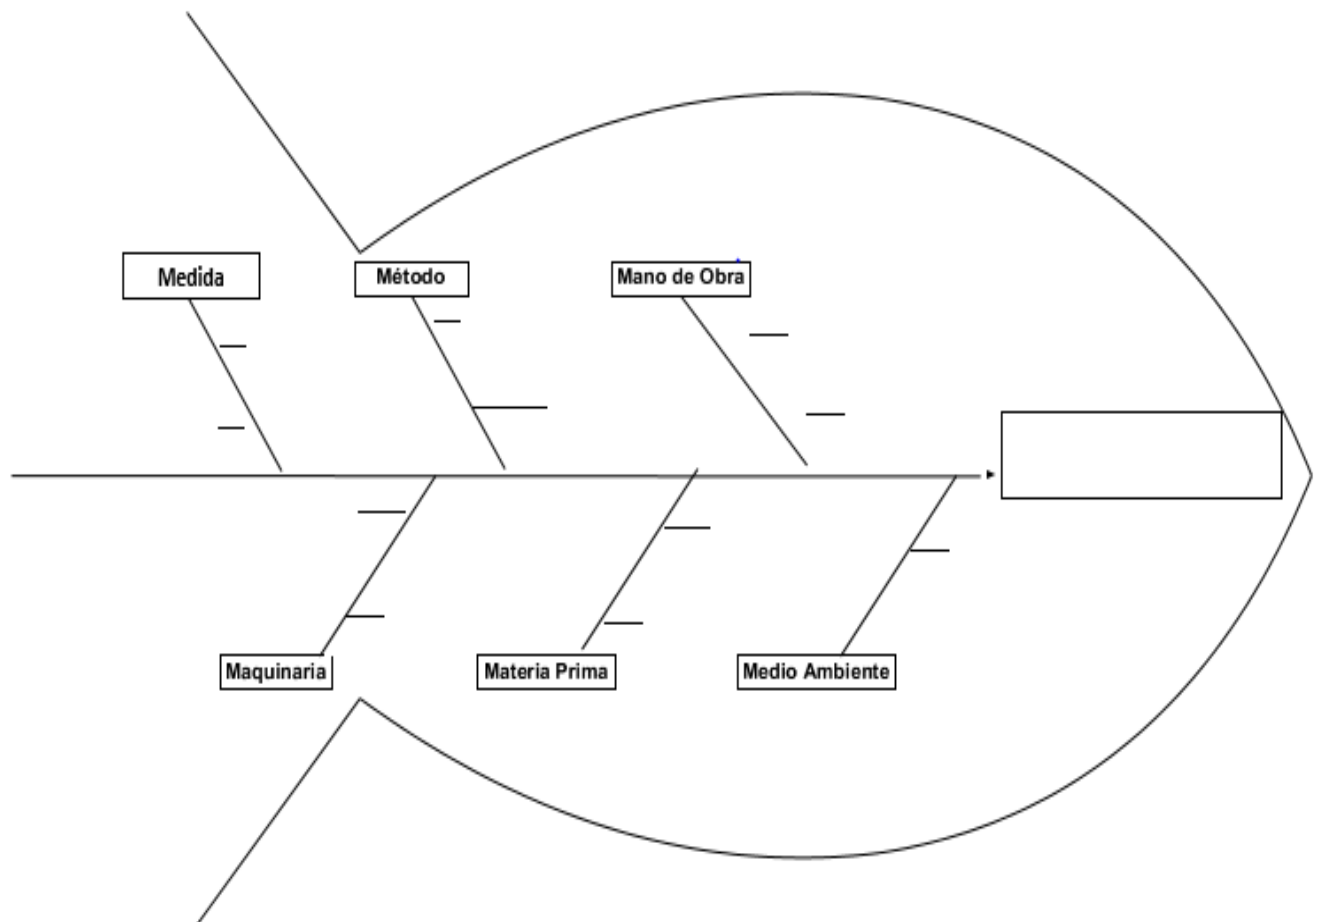 Medida
Método
Mano de Obra
Maquinaria
Materia Prima
Medio Ambiente